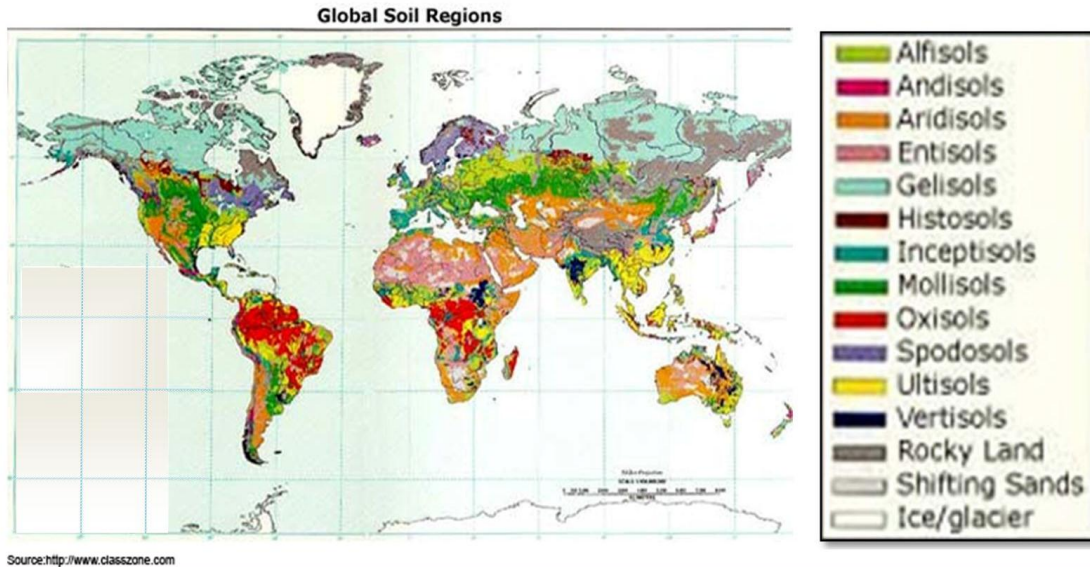 Global Soil Regions
Alfisols
Andisols
Aridisols
Entisols
Gelisols
Histosols
Inceptisols
Mollisols
Oxisols
Spodosols
Ultisols
Vertisols
Rocky Land
Shifting Sands
Ice/glacier
Source:http://www.classzone.com